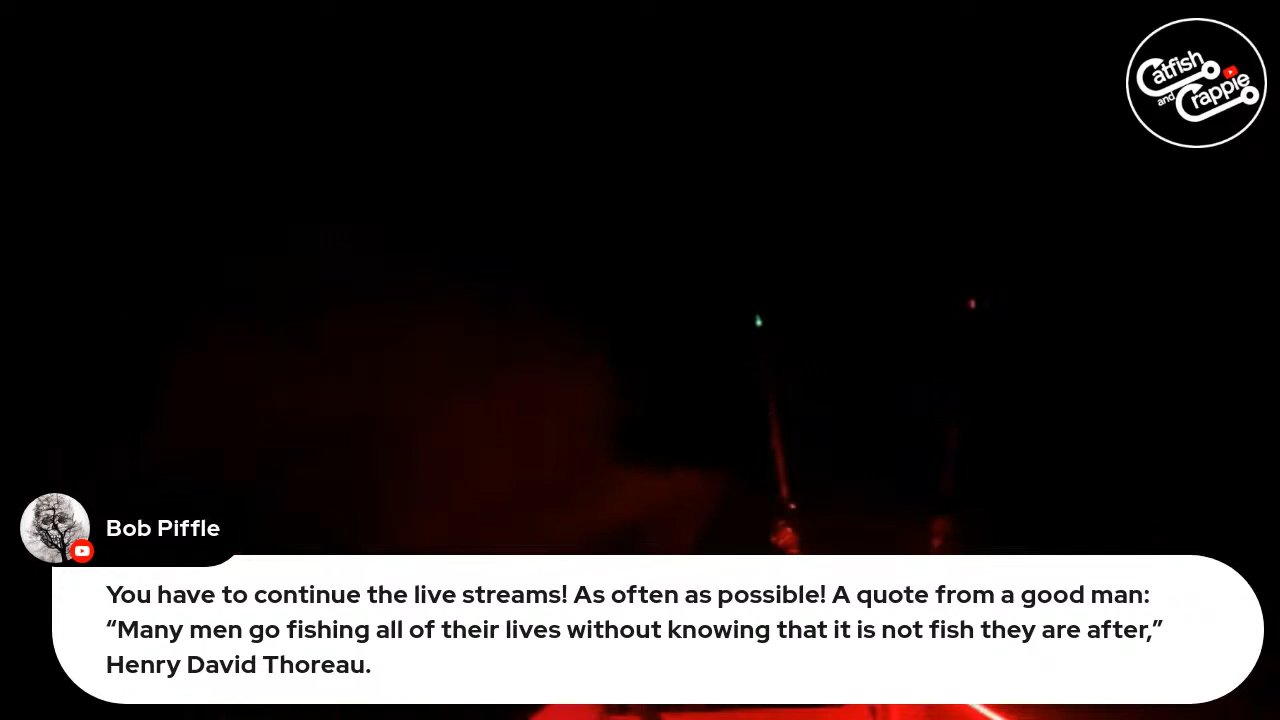 Catfish
and
Crappie
Bob Piffle
You have to continue the live streams! As often as possible! A quote from a good man:
“Many men go fishing all of their lives without knowing that it is not fish they are after,”
Henry David Thoreau.